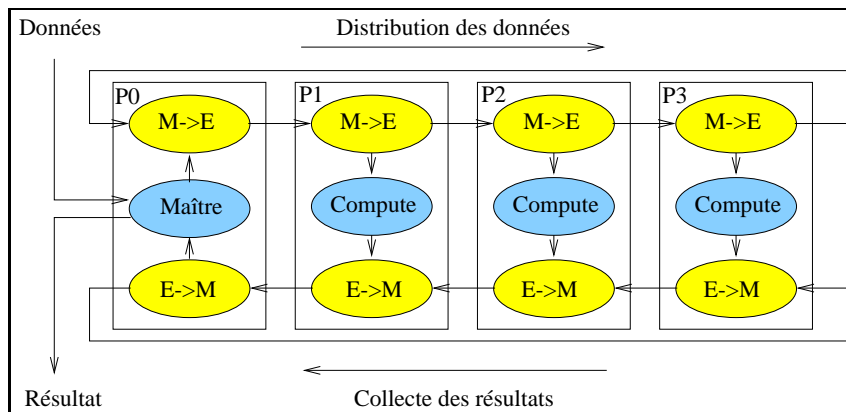 Données
Distribution des données
P0
P1
P2
P3
M->E
M->E
M->E
M->E
Maître
Compute
Compute
Compute
E->M
E->M
E->M
E->M
Résultat
Collecte des résultats